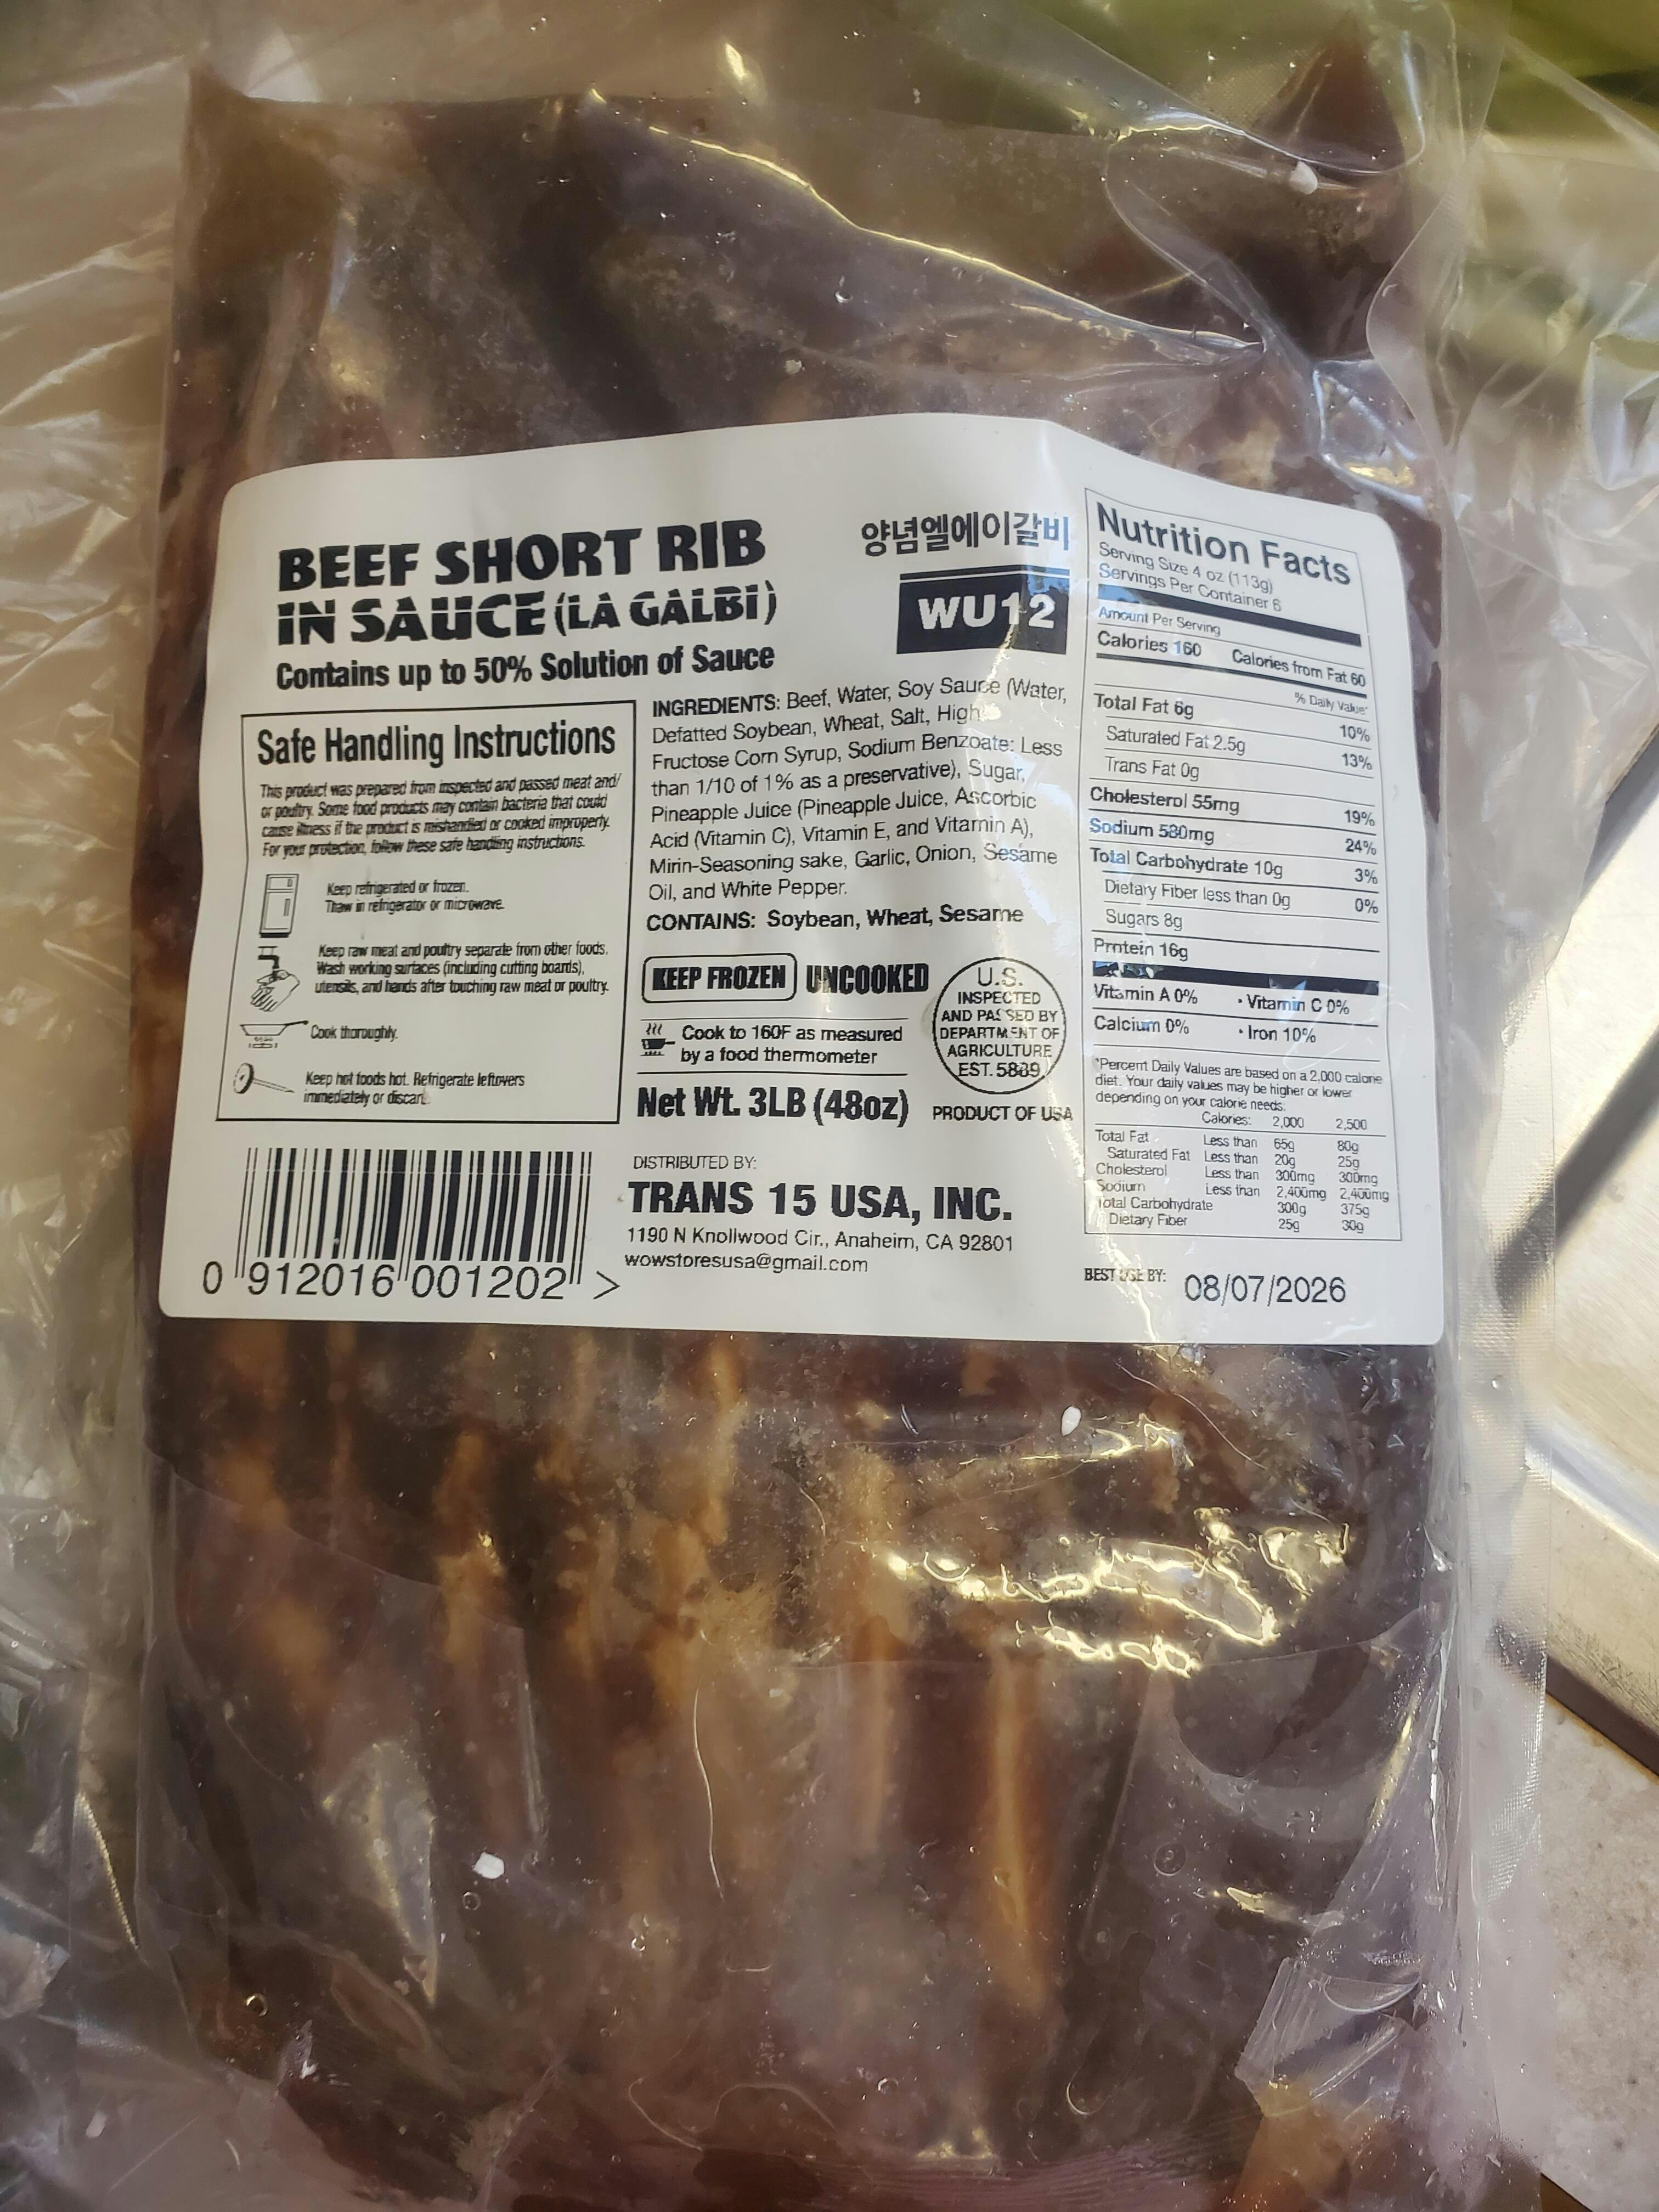 BEEF SHORT RIB
IN SAUCE (LA GALBI)
Contains up to 50% Solution of Sauce
양념엘에이갈비
WU12
Safe Handling Instructions
This product was prepared from inspected and passed meat and/
or poultry. Some food products may contain bacteria that could
cause illness if the product is mishandled or cooked improperly.
For your protection, follow these safe handling instructions.
Keep refrigerated or frozen.
Thaw in refrigerator or microwave.
Keep raw meat and poultry separate from other foods.
Wash working surfaces (including cutting boards),
utensils, and hands after touching raw meat or poultry.
Cook thoroughly.
Keep hot foods hot. Refrigerate leftovers
immediately or discard.
INGREDIENTS: Beef, Water, Soy Sauce (Water,
Defatted Soybean, Wheat, Salt, High
Fructose Corn Syrup, Sodium Benzoate: Less
than 1/10 of 1% as a preservative), Sugar,
Pineapple Juice (Pineapple Juice, Ascorbic
Acid (Vitamin C), Vitamin E, and Vitamin A),
Mirin-Seasoning sake, Garlic, Onion, Sesame
Oil, and White Pepper.
CONTAINS: Soybean, Wheat, Sesame
KEEP FROZEN UNCOOKED
Cook to 160F as measured
by a food thermometer
U.S.
INSPECTED
AND PASSED BY
DEPARTMENT OF
AGRICULTURE
EST. 5889
Net Wt. 3LB (48oz)
PRODUCT OF USA
0 912016 001202 >
DISTRIBUTED BY:
TRANS 15 USA, INC.
1190 N Knollwood Cir., Anaheim, CA 92801
wowstoresusa@gmail.com
Nutrition Facts
Serving Size 4 oz (113g)
Servings Per Container 6
Amount Per Serving
Calories 160 Calories from Fat 60
% Daily Value*
Total Fat 6g 10%
Saturated Fat 2.5g 13%
Trans Fat 0g
Cholesterol 55mg 19%
Sodium 580mg 24%
Total Carbohydrate 10g 3%
Dietary Fiber less than 0g 0%
Sugars 8g
Protein 16g
Vitamin A 0% • Vitamin C 0%
Calcium 0% • Iron 10%
*Percent Daily Values are based on a 2,000 calorie
diet. Your daily values may be higher or lower
depending on your calorie needs:
Calories: 2,000 2,500
Total Fat Less than 65g 80g
Saturated Fat Less than 20g 25g
Cholesterol Less than 300mg 300mg
Sodium Less than 2,400mg 2,400mg
Total Carbohydrate 300g 375g
Dietary Fiber 25g 30g
BEST USE BY: 08/07/2026